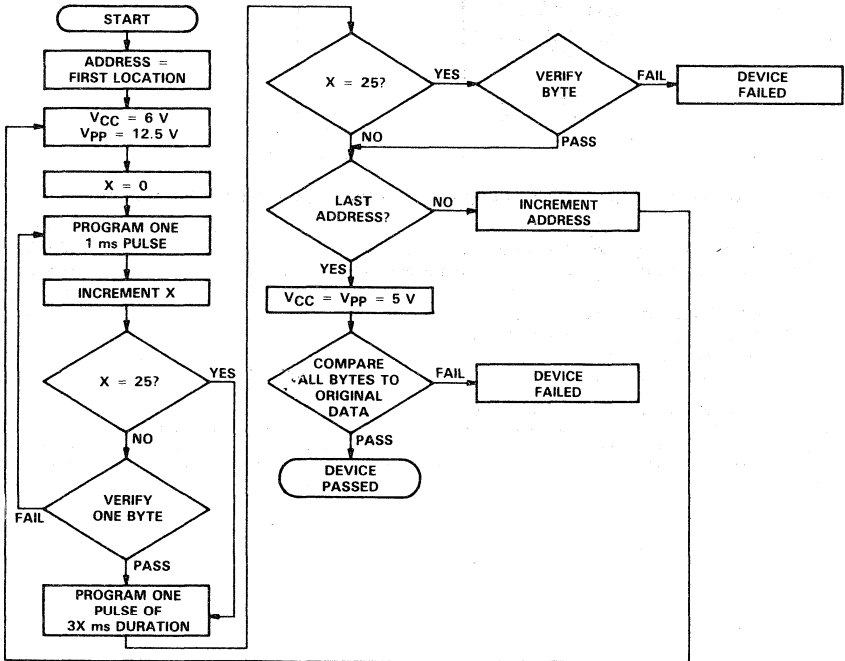 START
ADDRESS =
FIRST LOCATION
VCC = 6 V
VPP = 12.5 V
X = 0
PROGRAM ONE
1 ms PULSE
INCREMENT X
X = 25?
YES
NO
VERIFY
ONE BYTE
FAIL
PASS
PROGRAM ONE
PULSE OF
3X ms DURATION
X = 25?
YES
NO
VERIFY
BYTE
FAIL
PASS
DEVICE
FAILED
LAST
ADDRESS?
NO
YES
INCREMENT
ADDRESS
VCC = VPP = 5 V
COMPARE
ALL BYTES TO
ORIGINAL
DATA
FAIL
PASS
DEVICE
FAILED
DEVICE
PASSED